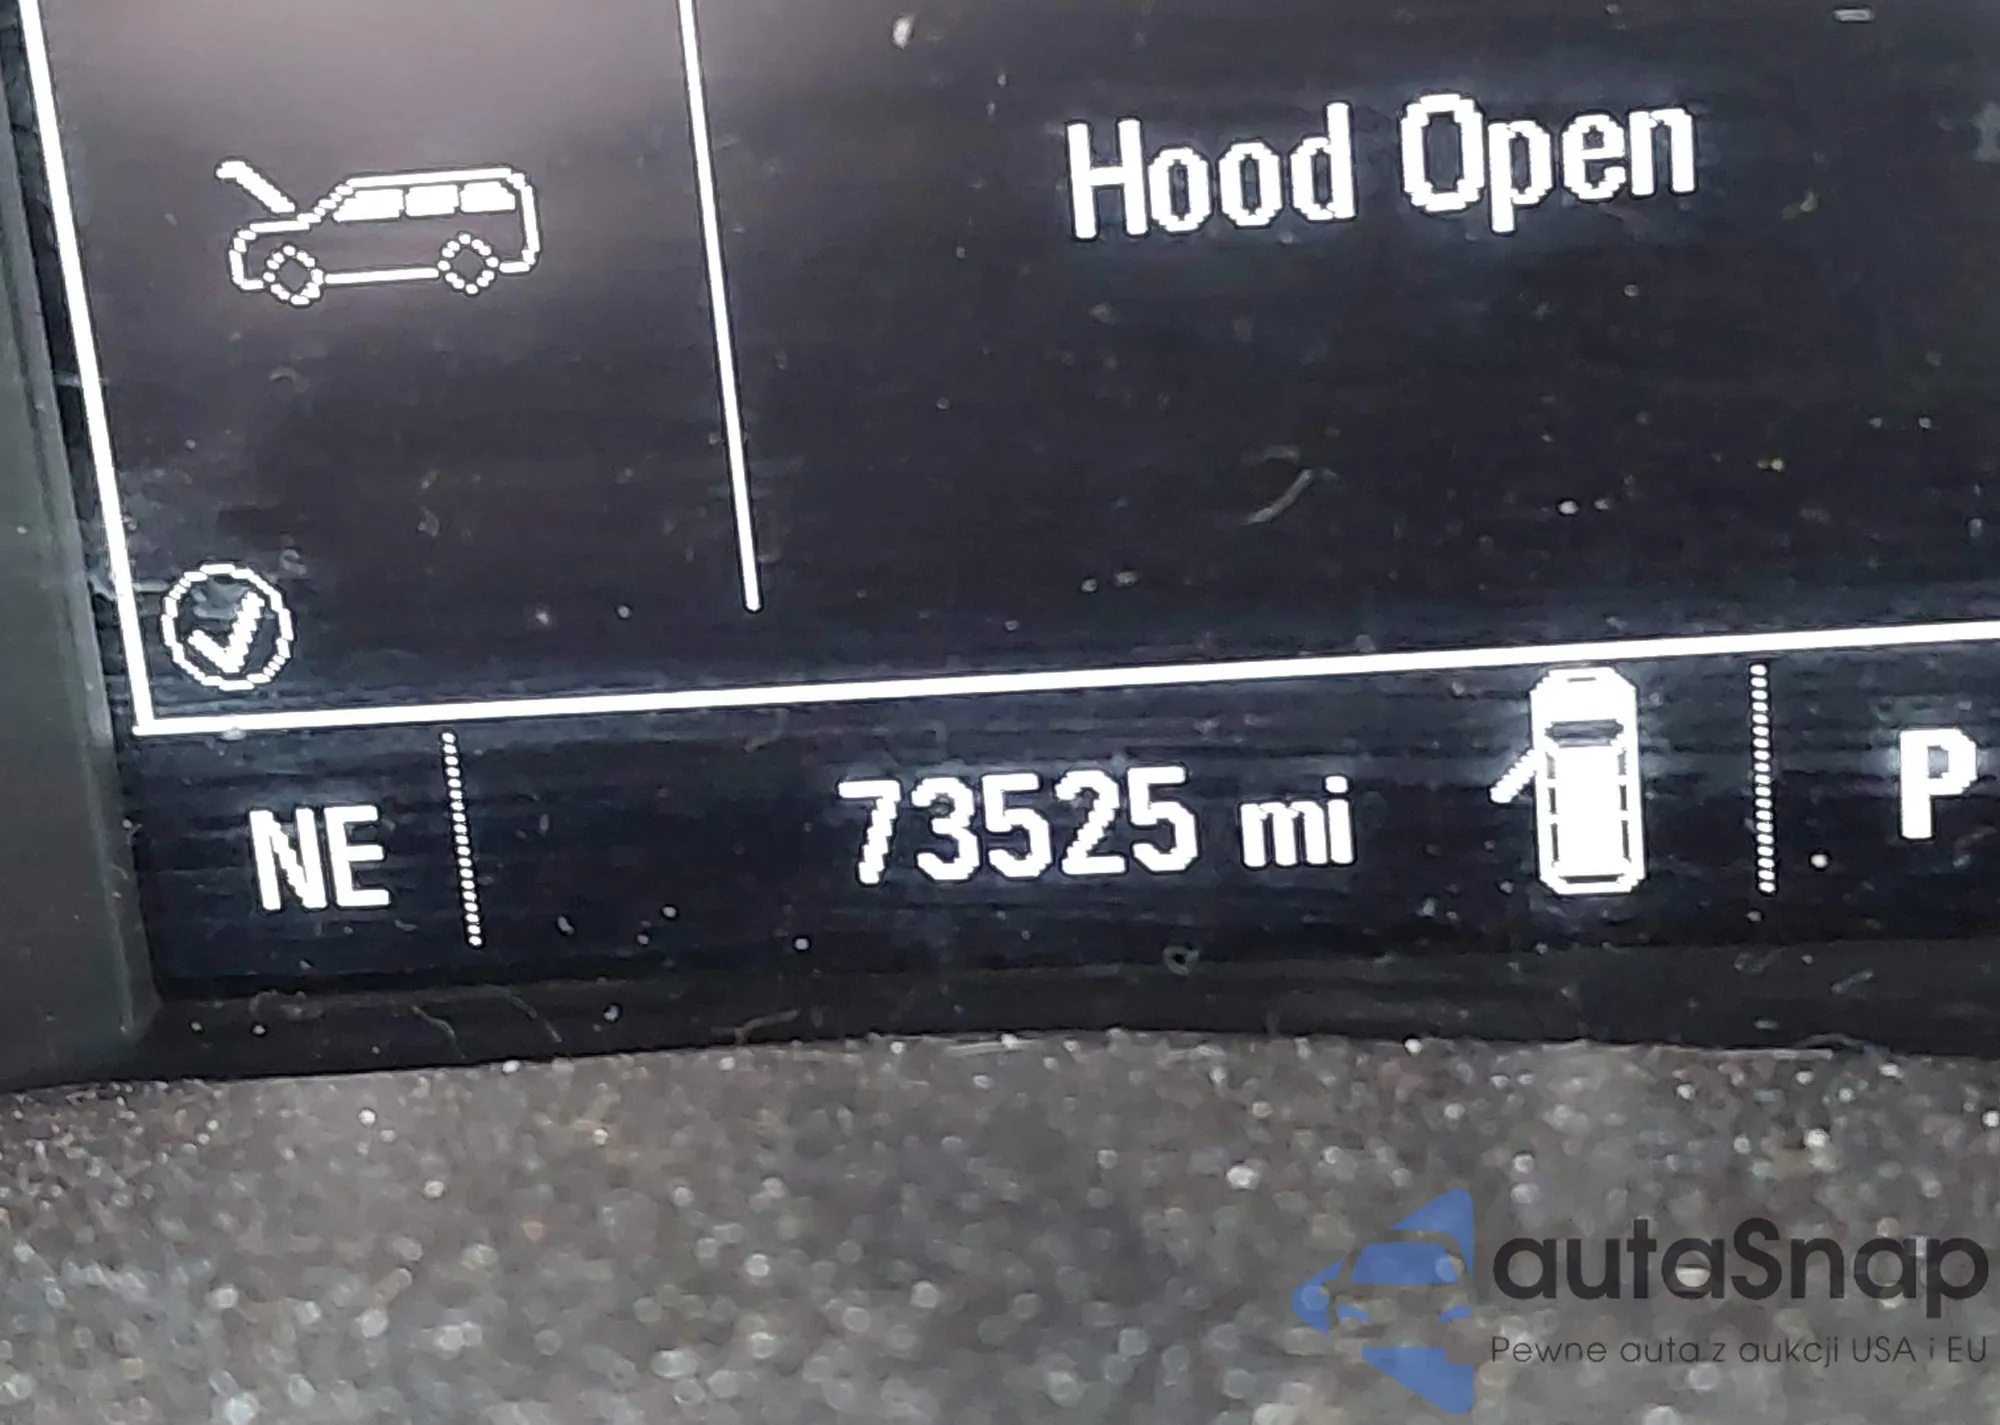 Hood Open
NE
73525 mi
P
autaSnap
Pewne auta z aukcji USA i EU